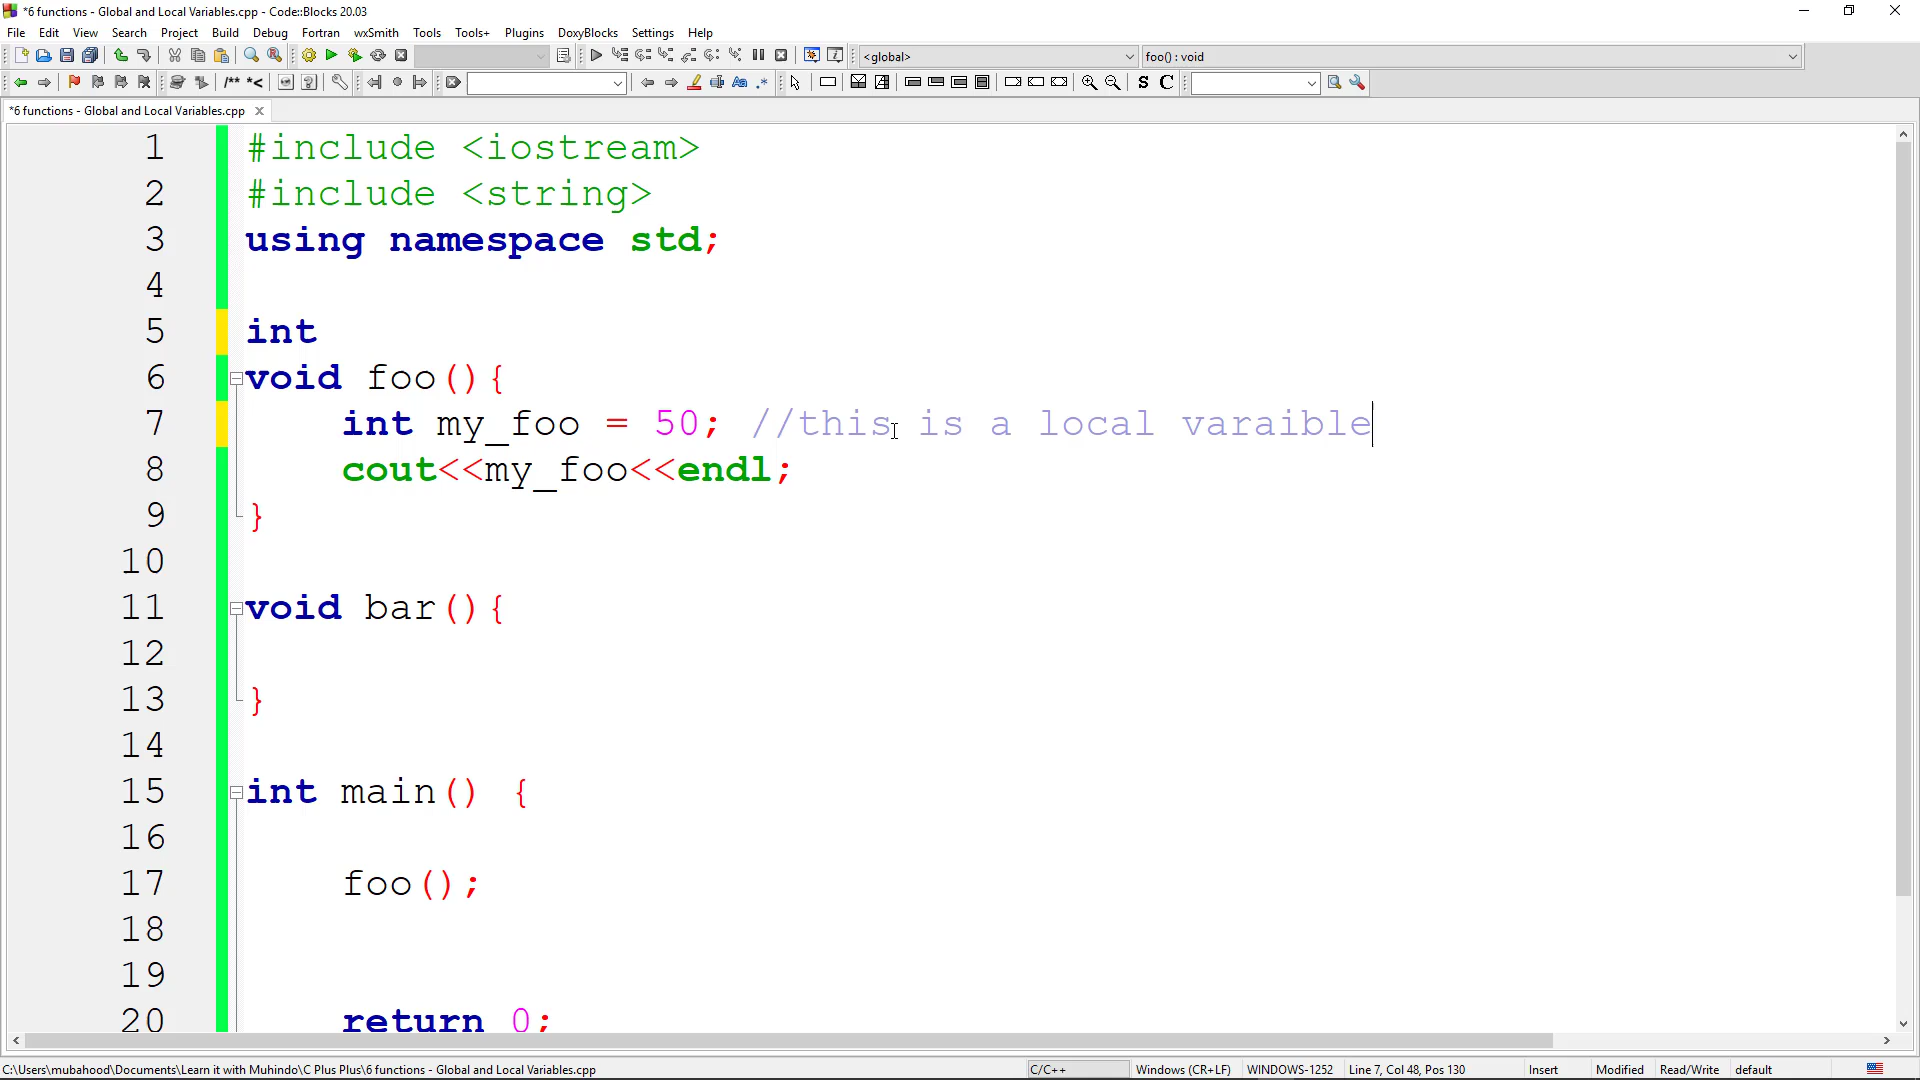 *6 functions - Global and Local Variables.cpp - Code::Blocks 20.03
File Edit View Search Project Build Debug Fortran wxSmith Tools Tools+ Plugins DoxyBlocks Settings Help
<global> foo() : void
/** *< Aa .* S C
*6 functions - Global and Local Variables.cpp
1 #include <iostream>
2 #include <string>
3 using namespace std;
4
5 int
6 void foo(){
7 int my_foo = 50; //this is a local varaible
8 cout<<my_foo<<endl;
9 }
10
11 void bar(){
12
13 }
14
15 int main() {
16
17 foo();
18
19
20 return 0;
C:\Users\mubahood\Documents\Learn it with Muhindo\C Plus Plus\6 functions - Global and Local Variables.cpp C/C++ Windows (CR+LF) WINDOWS-1252 Line 7, Col 48, Pos 130 Insert Modified Read/Write default